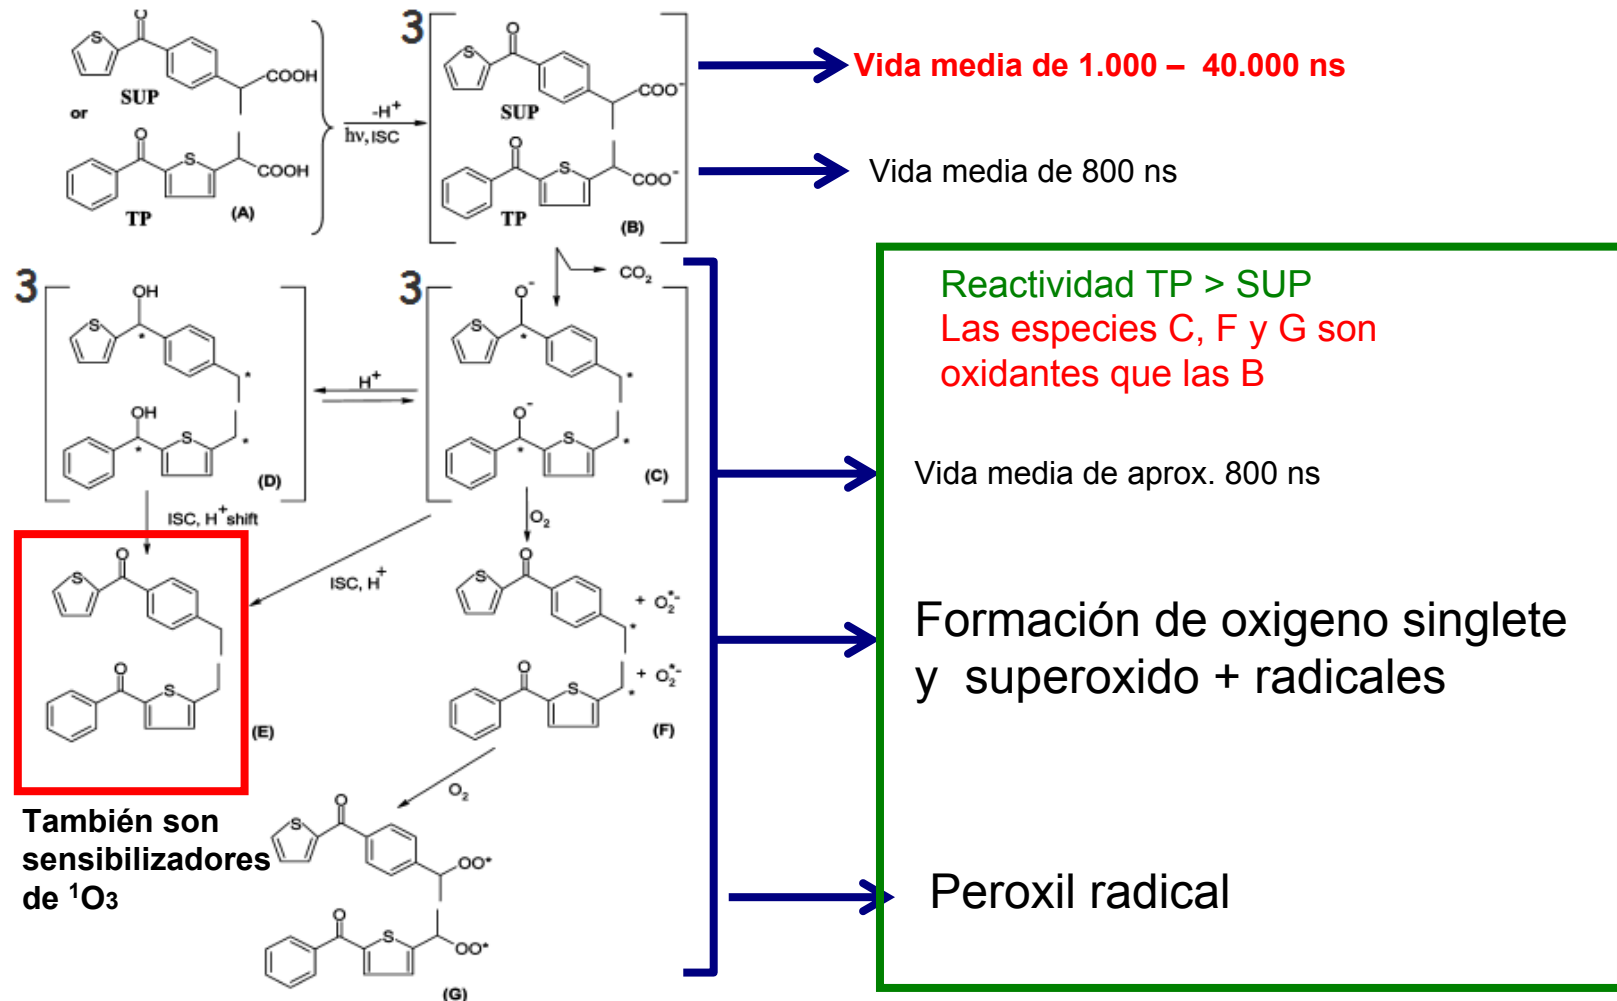 O
S
COOH
SUP
or
O
S
COOH
TP
(A)
-H+
hν, ISC
3
O
S
COO-
SUP
O
S
COO-
TP
(B)
Vida media de 1.000 – 40.000 ns
Vida media de 800 ns
CO2
3
OH
S
*
*
OH
S
*
*
(D)
H+
3
O-
S
*
*
O-
S
*
*
(C)
Reactividad TP > SUP
Las especies C, F y G son
oxidantes que las B
Vida media de aprox. 800 ns
ISC, H+ shift
ISC, H+
O2
O
S
O
S
(E)
O
S
*
+ O2*-
O
S
*
+ O2*-
(F)
Formación de oxigeno singlete
y superoxido + radicales
También son
sensibilizadores
de 1O3
O2
O
S
OO*
O
S
OO*
(G)
Peroxil radical